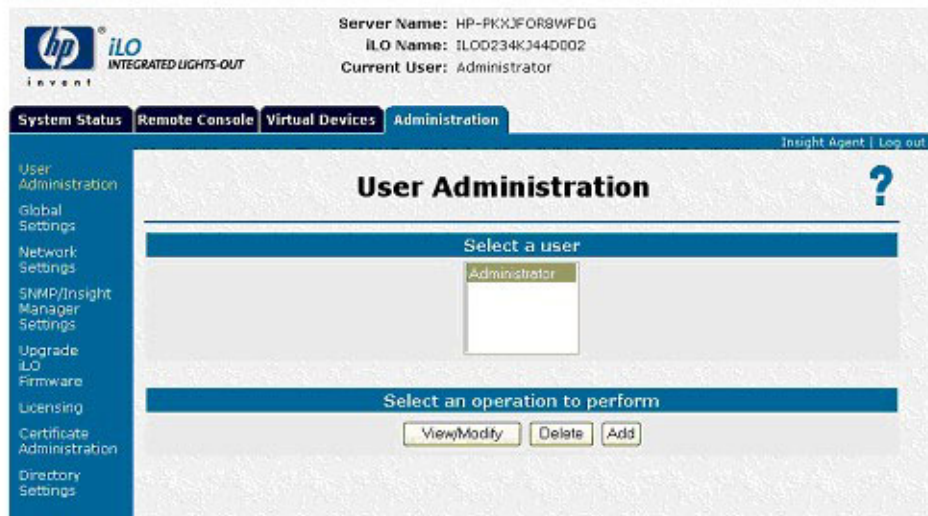 Server Name: HP-PKXJFOR8WFDG
iLO Name: ILOD234KJ44D002
Current User: Administrator
hp
invent
iLO
INTEGRATED LIGHTS-OUT
System Status
Remote Console
Virtual Devices
Administration
Insight Agent | Log out
User
Administration
Global
Settings
Network
Settings
SNMP/Insight
Manager
Settings
Upgrade
iLO
Firmware
Licensing
Certificate
Administration
Directory
Settings
User Administration
?
Select a user
Administrator
Select an operation to perform
View/Modify
Delete
Add